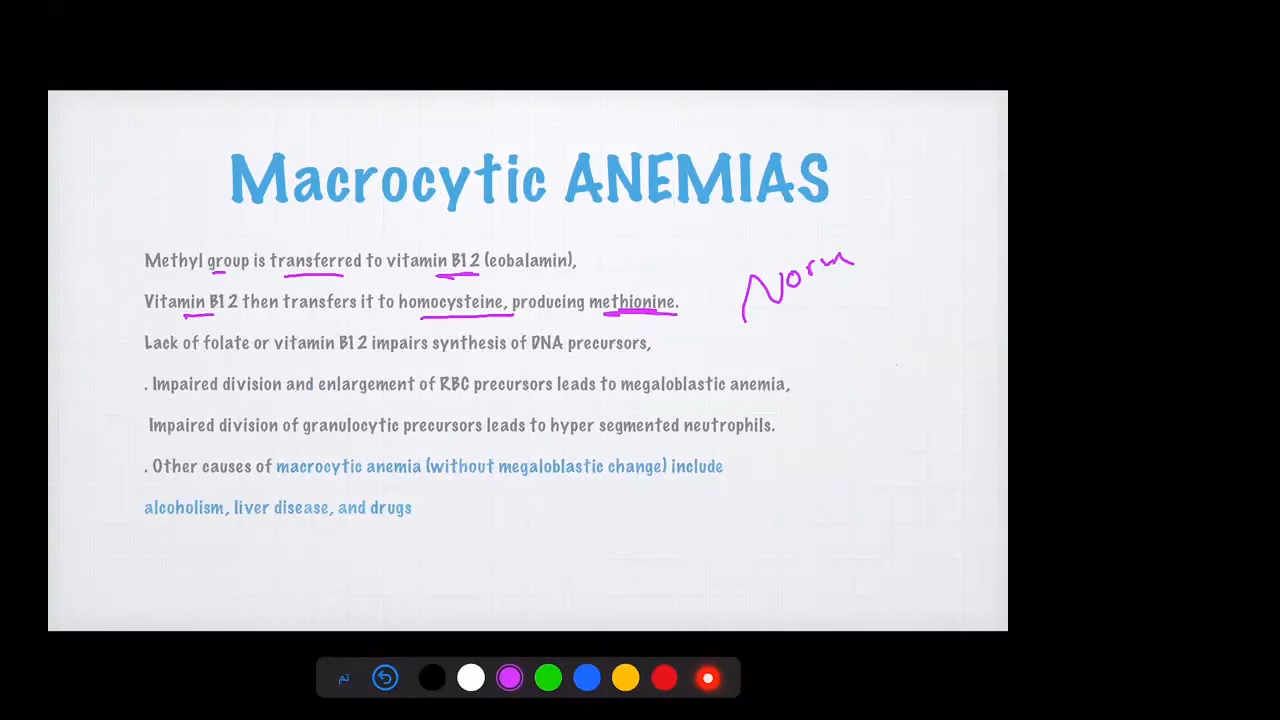 Macrocytic ANEMIAS
Methyl group is transferred to vitamin B12 (eobalamin),
Vitamin B12 then transfers it to homocysteine, producing methionine.
Norm
Lack of folate or vitamin B12 impairs synthesis of DNA precursors,
. Impaired division and enlargement of RBC precursors leads to megaloblastic anemia,
Impaired division of granulocytic precursors leads to hyper segmented neutrophils.
. Other causes of macrocytic anemia (without megaloblastic change) include
alcoholism, liver disease, and drugs
تم